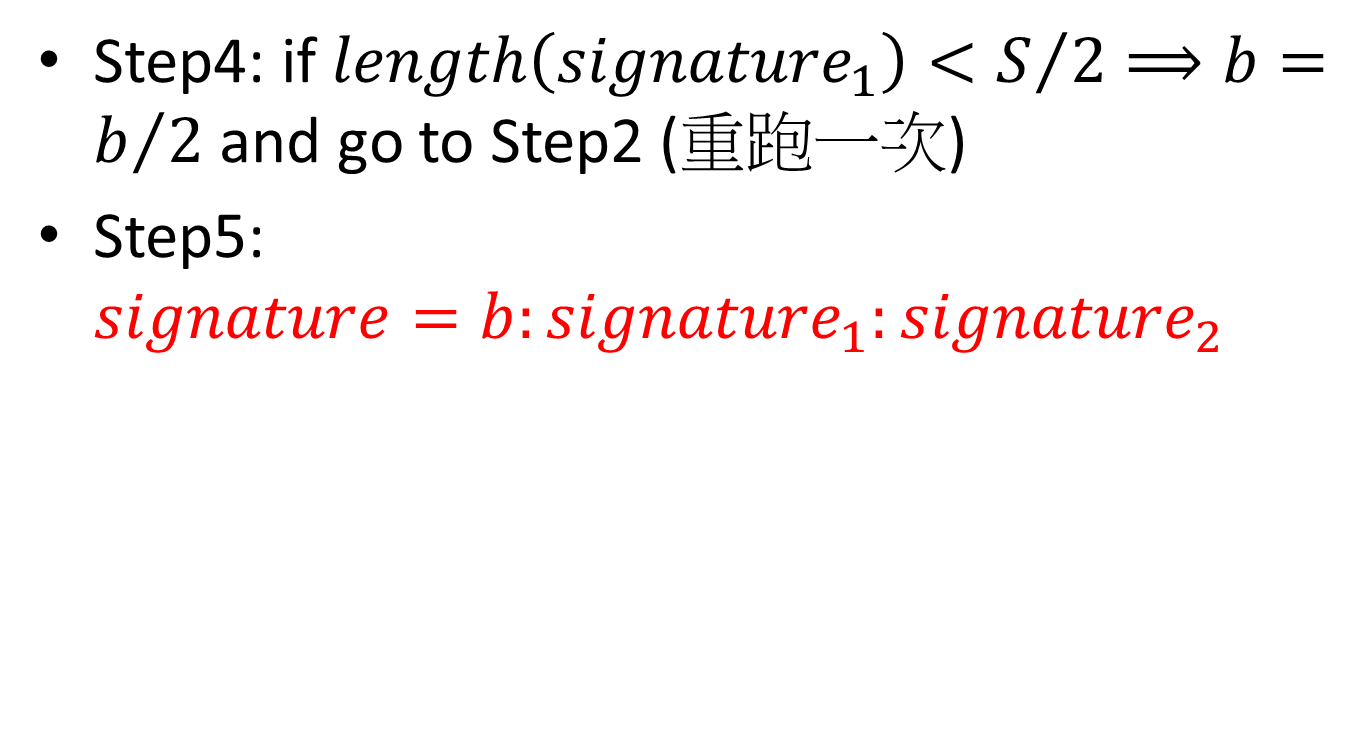 • Step4: if length(signature₁) < S/2 ⟹ b =
b/2 and go to Step2 (重跑一次)
• Step5:
signature = b:signature₁:signature₂